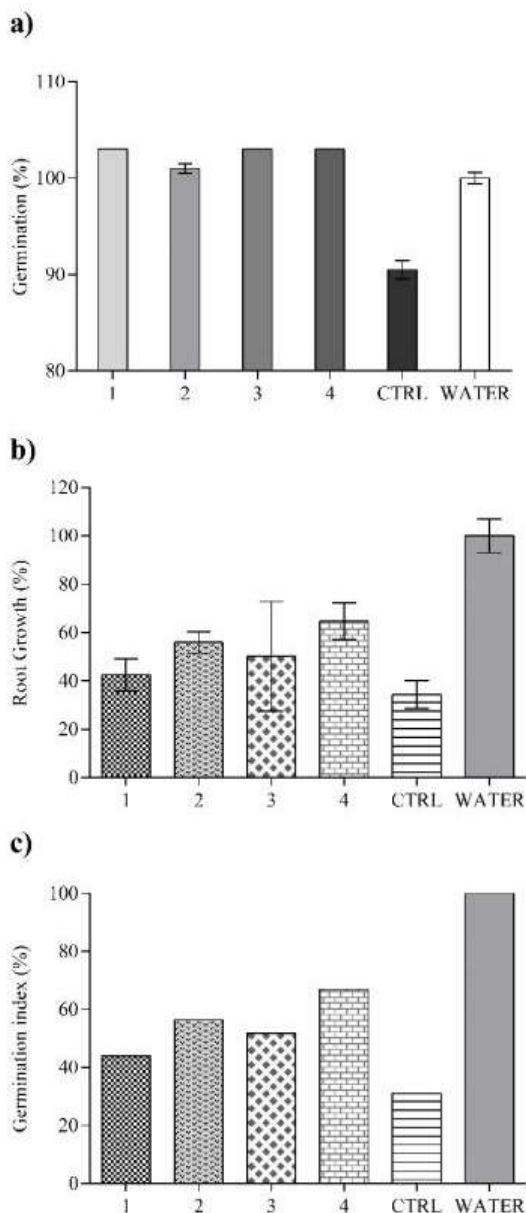 a)
Germination (%)
110
100
90
80
1 2 3 4 CTRL WATER
b)
Root Growth (%)
120
100
80
60
40
20
0
1 2 3 4 CTRL WATER
c)
Germination index (%)
100
80
60
40
20
0
1 2 3 4 CTRL WATER